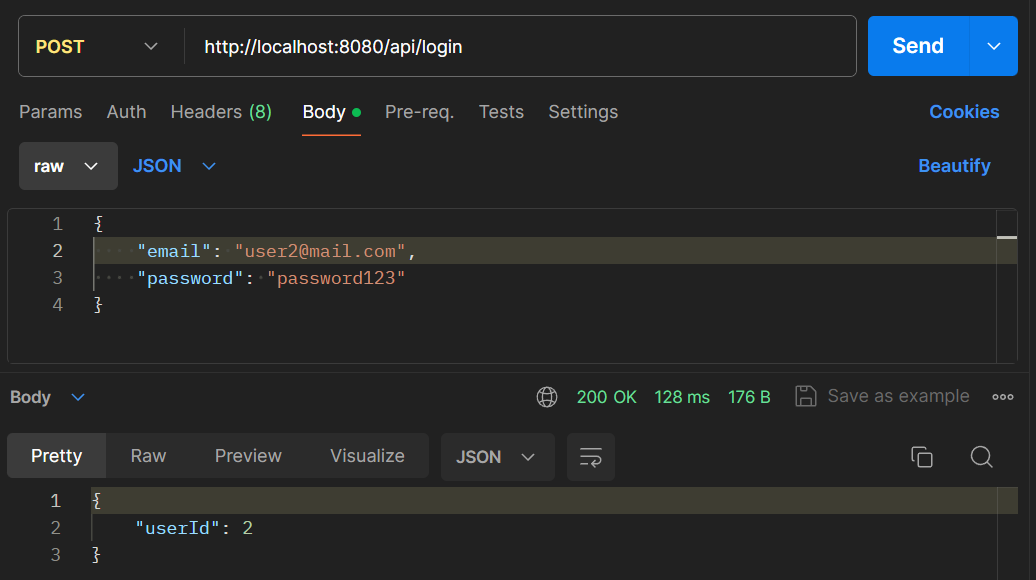 POST http://localhost:8080/api/login Send
Params Auth Headers (8) Body Pre-req. Tests Settings Cookies
raw JSON Beautify
1 {
2 "email": "user2@mail.com",
3 "password": "password123"
4 }
Body 200 OK 128 ms 176 B Save as example
Pretty Raw Preview Visualize JSON
1 {
2 "userId": 2
3 }